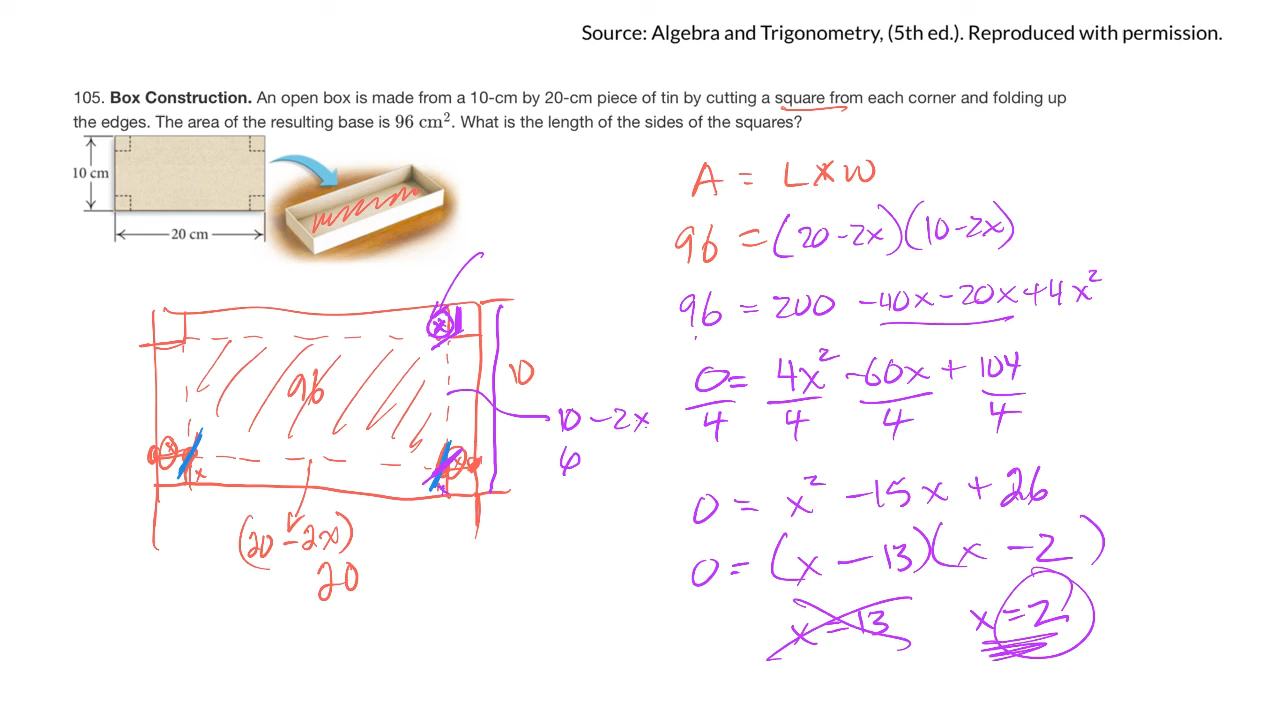 Source: Algebra and Trigonometry, (5th ed.). Reproduced with permission.
105. Box Construction. An open box is made from a 10-cm by 20-cm piece of tin by cutting a square from each corner and folding up
the edges. The area of the resulting base is 96 cm². What is the length of the sides of the squares?
10 cm
20 cm
A = L x W
96 = (20 - 2x)(10 - 2x)
96 = 200 - 40x - 20x + 4x²
0 = 4x² - 60x + 104
4 4 4 4
0 = x² - 15x + 26
0 = (x - 13)(x - 2)
x = 13 x = 2
x
96
10
10 - 2x
6
x x
x x
(20 - 2x)
20